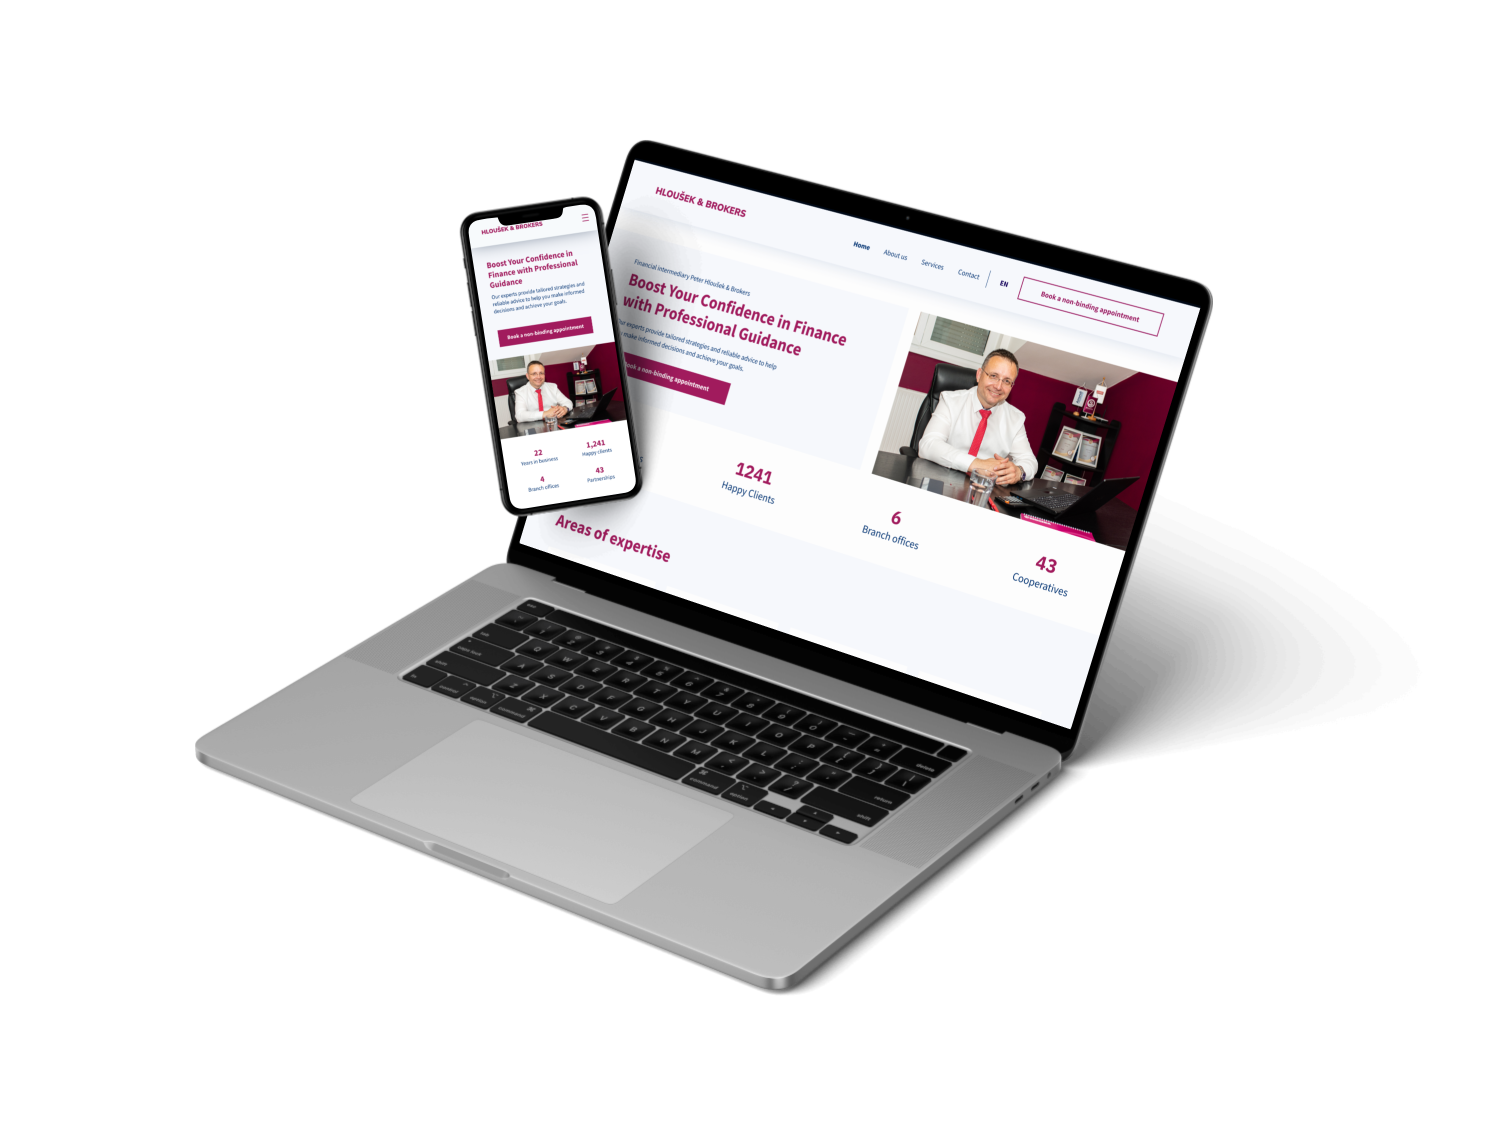 HLOUŠEK & BROKERS
Boost Your Confidence in
Finance with Professional
Guidance
Our experts provide tailored strategies and
reliable advice to help you make informed
decisions and achieve your goals.
Book a non-binding appointment
22
Years in business
1,241
Happy clients
4
Branch offices
43
Partnerships
HLOUŠEK & BROKERS
Home
About us
Services
Contact
EN
Book a non-binding appointment
Financial intermediary Peter Hloušek & Brokers
Boost Your Confidence in Finance
with Professional Guidance
experts provide tailored strategies and reliable advice to help
make informed decisions and achieve your goals.
a non-binding appointment
1241
Happy Clients
6
Branch offices
43
Cooperatives
Areas of expertise